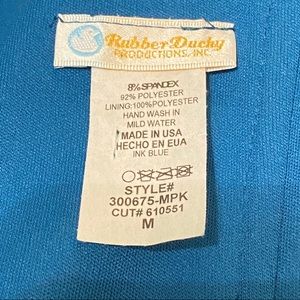 Rubber Ducky
PRODUCTIONS, INC.
8% SPANDEX
92% POLYESTER
LINING:100%POLYESTER
HAND WASH IN
MILD WATER
MADE IN USA
HECHO EN EUA
INK BLUE
STYLE#
300675-MPK
CUT# 610551
M